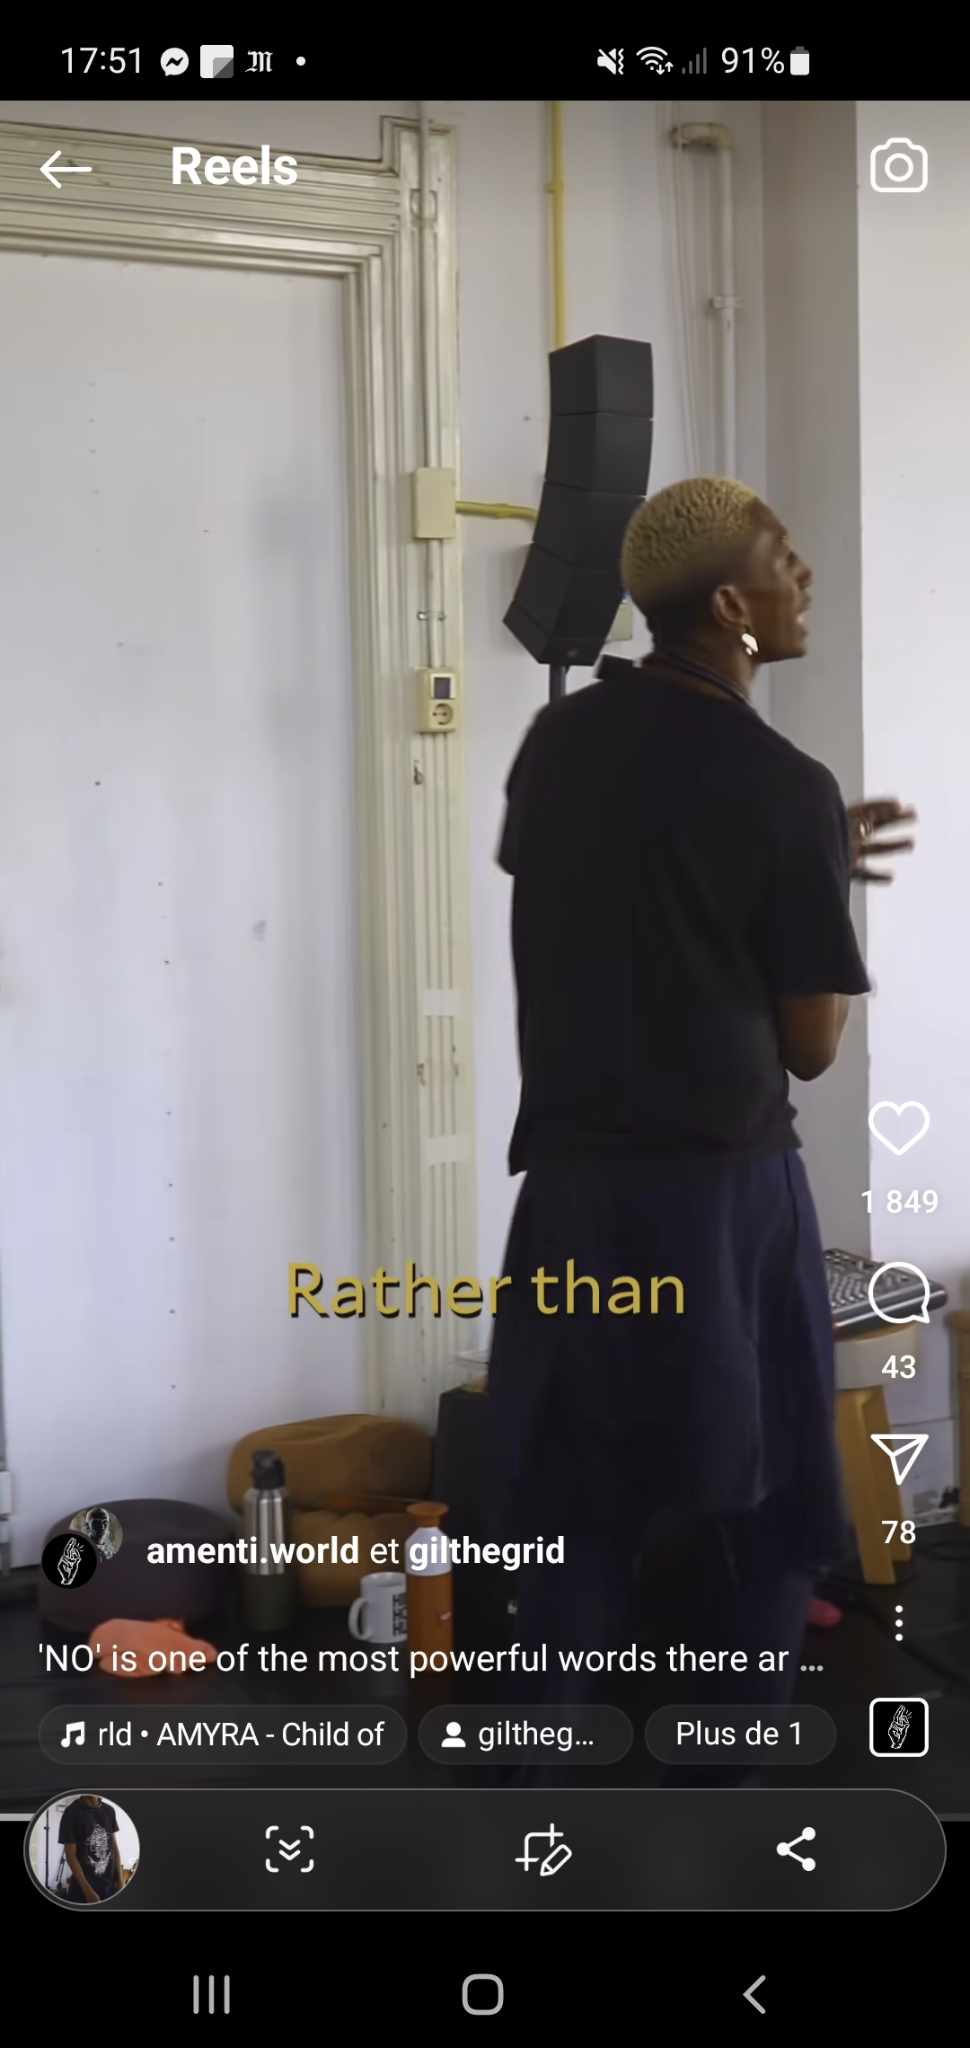 17:51
91%
Reels
1 849
Rather than
43
78
amenti.world et gilthegrid
'NO' is one of the most powerful words there ar ...
rld • AMYRA - Child of
giltheg...
Plus de 1